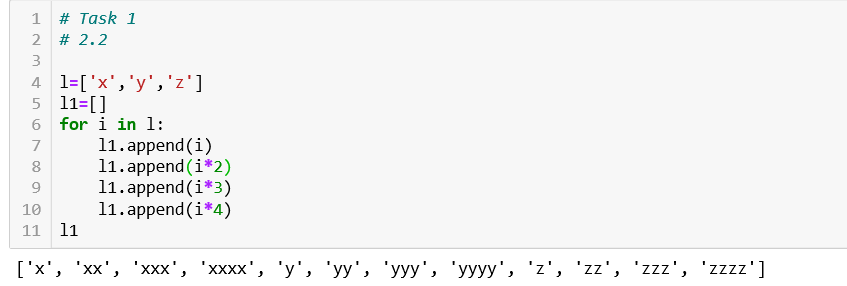 1 # Task 1
2 # 2.2
3
4 l=['x','y','z']
5 l1=[]
6 for i in l:
7     l1.append(i)
8     l1.append(i*2)
9     l1.append(i*3)
10     l1.append(i*4)
11 l1
['x', 'xx', 'xxx', 'xxxx', 'y', 'yy', 'yyy', 'yyyy', 'z', 'zz', 'zzz', 'zzzz']